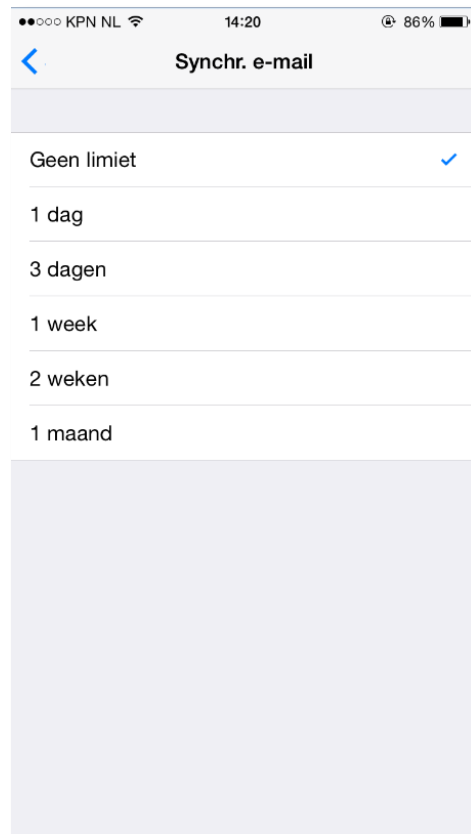 KPN NL 14:20 86%
Synchr. e-mail
Geen limiet
1 dag
3 dagen
1 week
2 weken
1 maand